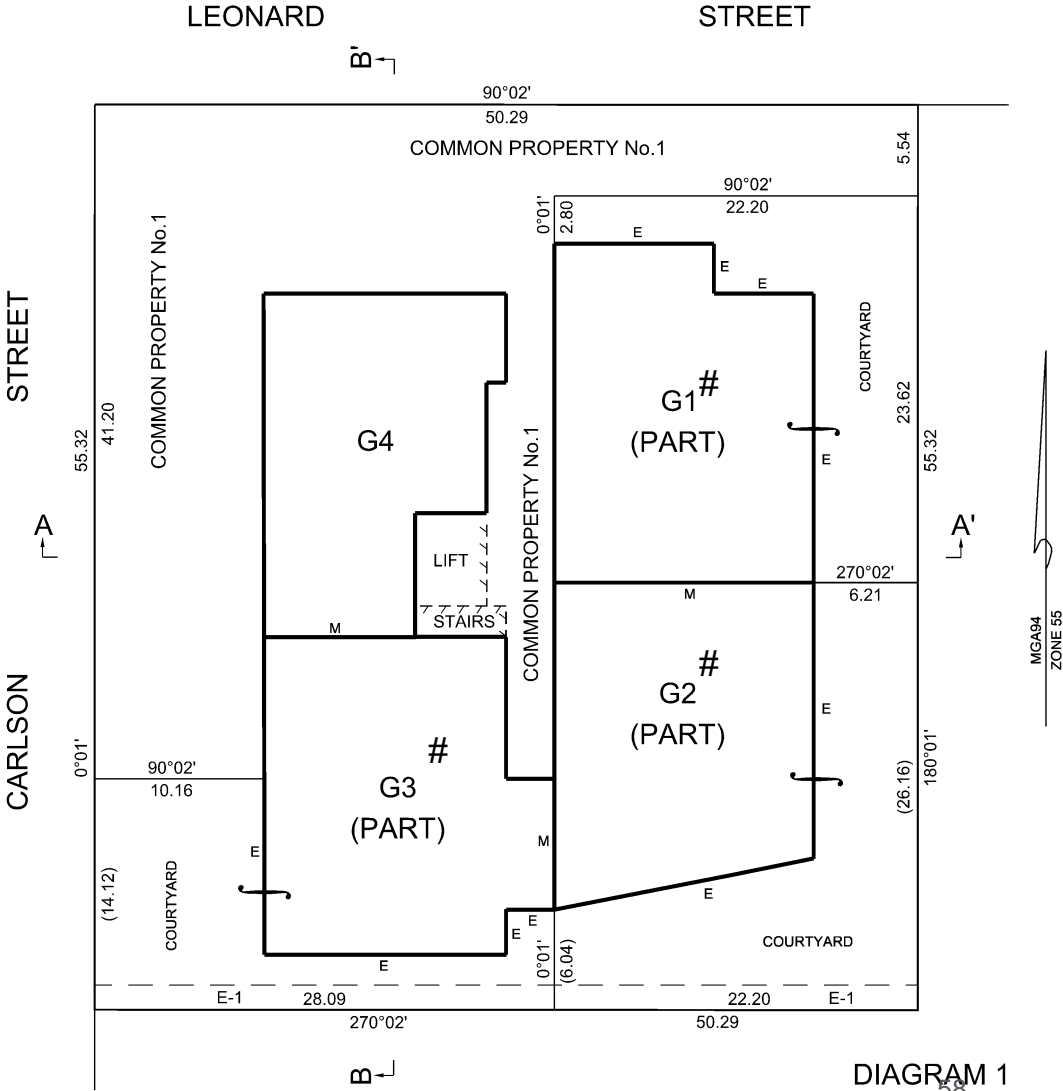 LEONARD STREET
B'
90°02'
50.29
COMMON PROPERTY No.1
5.54
90°02'
22.20
0°01'
2.80
E
E
E
COMMON PROPERTY No.1
STREET
COURTYARD
G1#
(PART)
23.62
41.20
55.32
G4
55.32
E
COMMON PROPERTY No.1
A
A'
LIFT
270°02'
6.21
STAIRS
M
M
MGA94
ZONE 55
#
G2
(PART)
E
CARLSON
0°01'
90°02'
10.16
#
G3
(PART)
180°01'
(26.16)
M
E
(14.12)
COURTYARD
E
E
E
E
0°01'
(6.04)
COURTYARD
E-1
28.09
22.20
E-1
270°02'
50.29
B
DIAGRAM 1
58